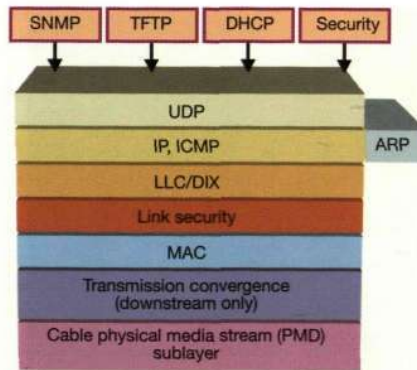 SNMP TFTP DHCP Security
UDP
IP, ICMP
ARP
LLC/DIX
Link security
MAC
Transmission convergence
(downstream only)
Cable physical media stream (PMD)
sublayer